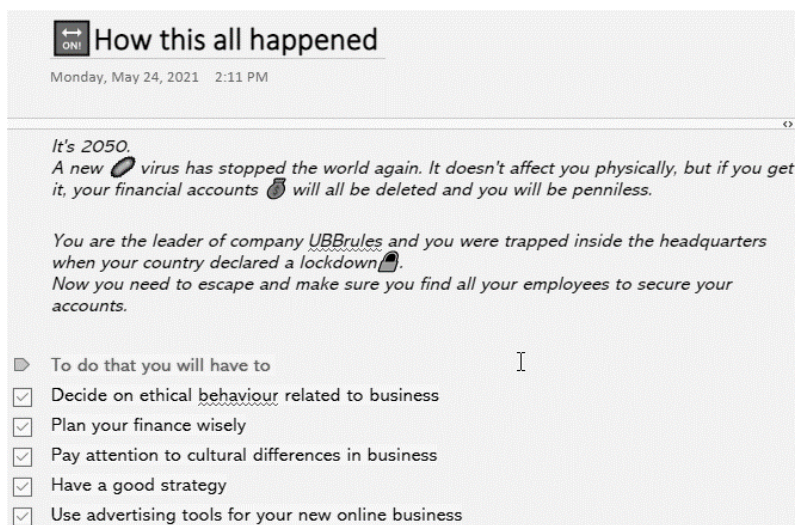 ON! How this all happened
Monday, May 24, 2021 2:11 PM
It's 2050.
A new virus has stopped the world again. It doesn't affect you physically, but if you get
it, your financial accounts will all be deleted and you will be penniless.
You are the leader of company UBBrules and you were trapped inside the headquarters
when your country declared a lockdown.
Now you need to escape and make sure you find all your employees to secure your
accounts.
To do that you will have to
Decide on ethical behaviour related to business
Plan your finance wisely
Pay attention to cultural differences in business
Have a good strategy
Use advertising tools for your new online business